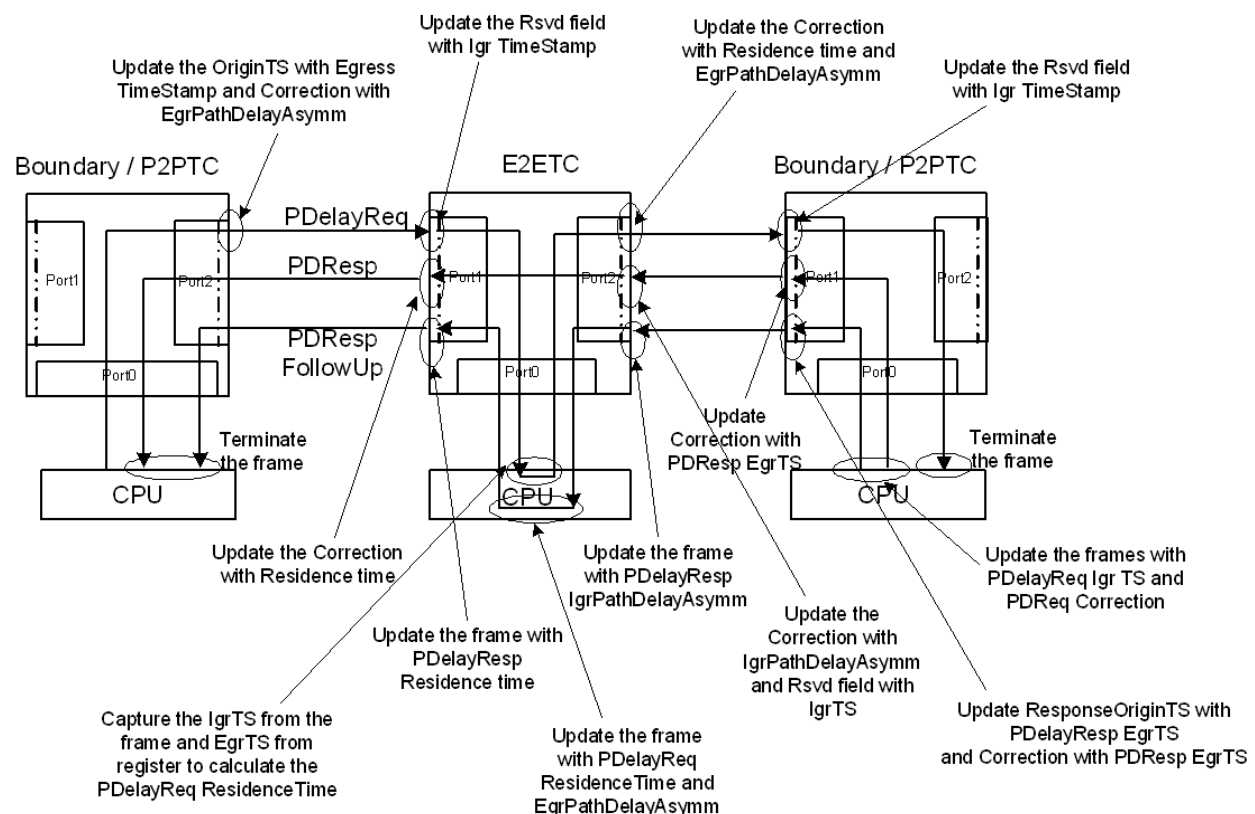 Update the Rsvd field
with Igr TimeStamp
Update the Correction
with Residence time and
EgrPathDelayAsymm
Update the OriginTS with Egress
TimeStamp and Correction with
EgrPathDelayAsymm
Update the Rsvd field
with Igr TimeStamp
Boundary / P2PTC
E2ETC
Boundary / P2PTC
PDelayReq
PDResp
PDResp
FollowUp
Port1
Port2
Port0
Port1
Port2
Port0
Port1
Port2
Port0
Terminate
the frame
CPU
CPU
Update
Correction with
PDResp EgrTS
Terminate
the frame
CPU
Update the Correction
with Residence time
Update the frame
with PDelayResp
IgrPathDelayAsymm
Update the frames with
PDelayReq Igr TS and
PDReq Correction
Update the frame with
PDelayResp
Residence time
Update the
Correction with
IgrPathDelayAsymm
and Rsvd field with
IgrTS
Capture the IgrTS from the
frame and EgrTS from
register to calculate the
PDelayReq ResidenceTime
Update the frame
with PDelayReq
ResidenceTime and
EgrPathDelayAsymm
Update ResponseOriginTS with
PDelayResp EgrTS
and Correction with PDResp EgrTS